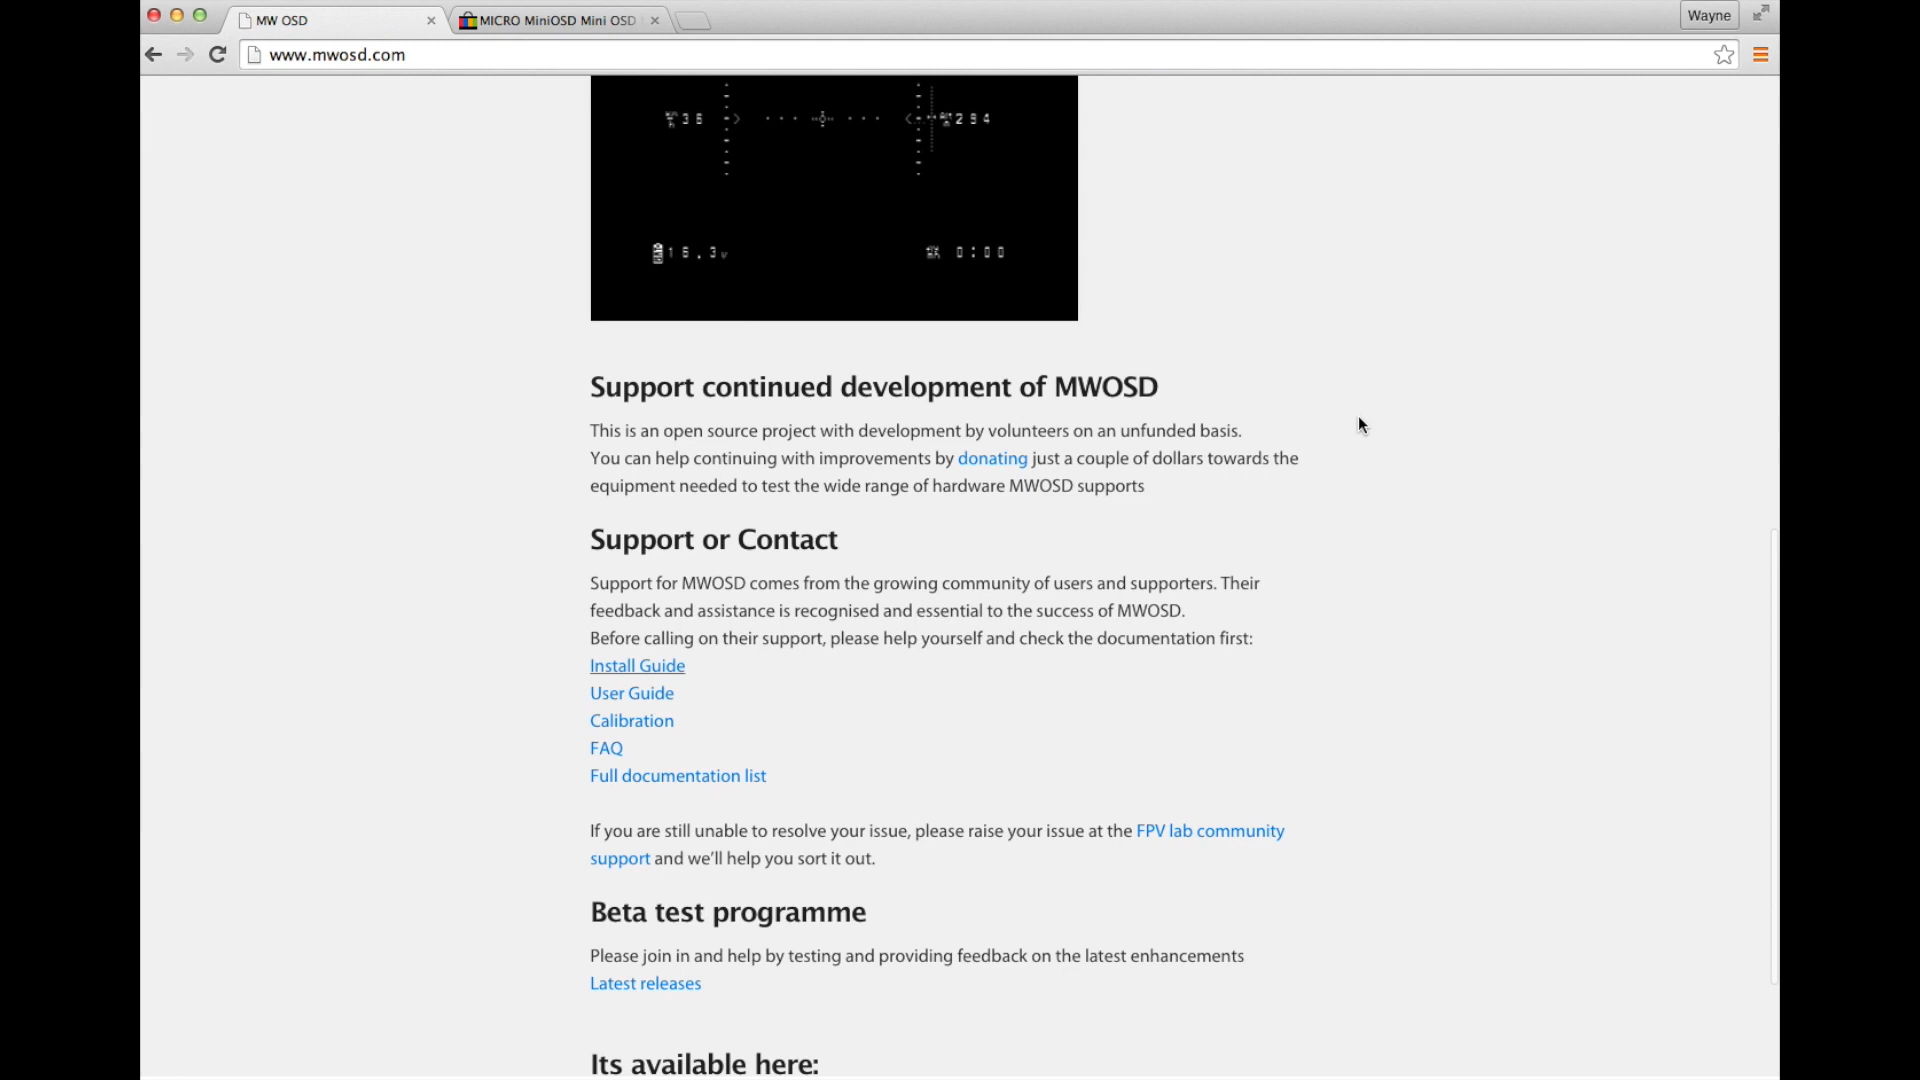 MW OSD
MICRO MiniOSD Mini OSD
Wayne
www.mwosd.com
36
294
16.3v
0:00
Support continued development of MWOSD
This is an open source project with development by volunteers on an unfunded basis.
You can help continuing with improvements by donating just a couple of dollars towards the
equipment needed to test the wide range of hardware MWOSD supports
Support or Contact
Support for MWOSD comes from the growing community of users and supporters. Their
feedback and assistance is recognised and essential to the success of MWOSD.
Before calling on their support, please help yourself and check the documentation first:
Install Guide
User Guide
Calibration
FAQ
Full documentation list
If you are still unable to resolve your issue, please raise your issue at the FPV lab community
support and we’ll help you sort it out.
Beta test programme
Please join in and help by testing and providing feedback on the latest enhancements
Latest releases
Its available here: